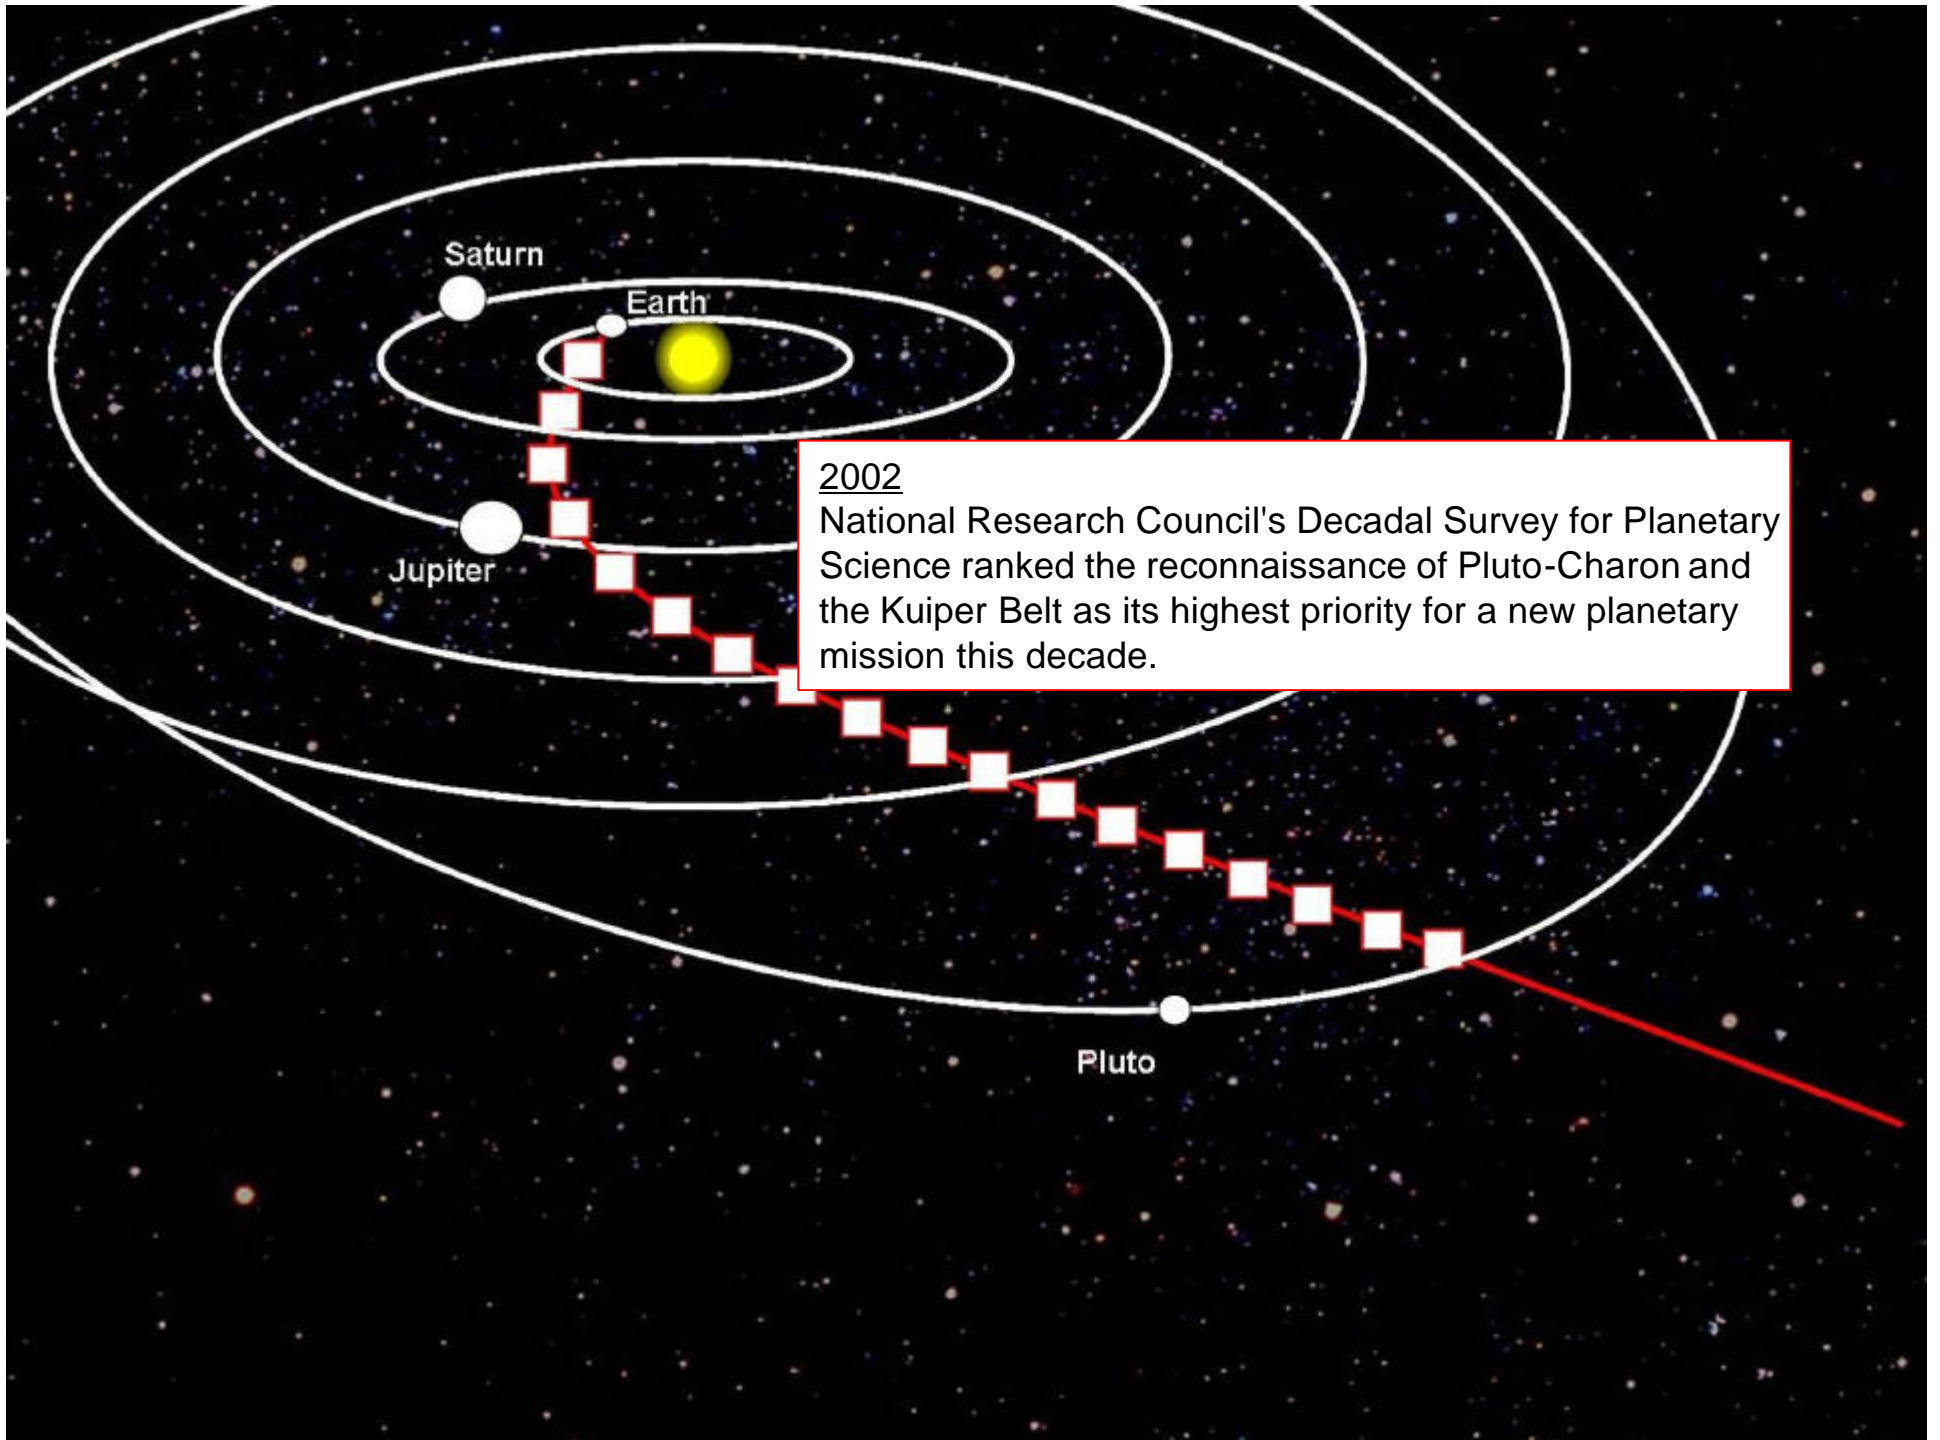 Saturn
Earth
2002
National Research Council's Decadal Survey for Planetary
Science ranked the reconnaissance of Pluto-Charon and
the Kuiper Belt as its highest priority for a new planetary
mission this decade.
Jupiter
Pluto